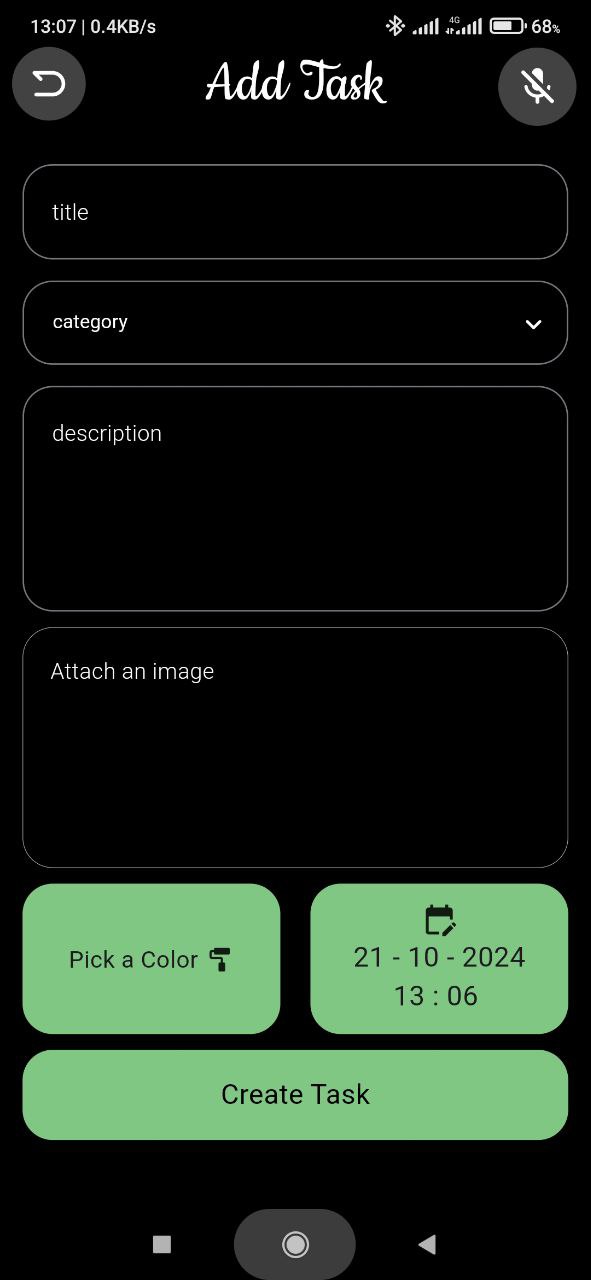 13:07 | 0.4KB/s 4G 68%
Add Task
title
category
description
Attach an image
Pick a Color
21 - 10 - 2024
13 : 06
Create Task